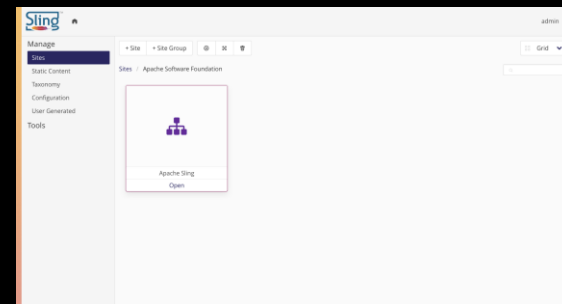 Sling
admin
Manage
Sites
Static Content
Taxonomy
Configuration
User Generated
Tools
+ Site + Site Group
Grid
Sites / Apache Software Foundation
Apache Sling
Open